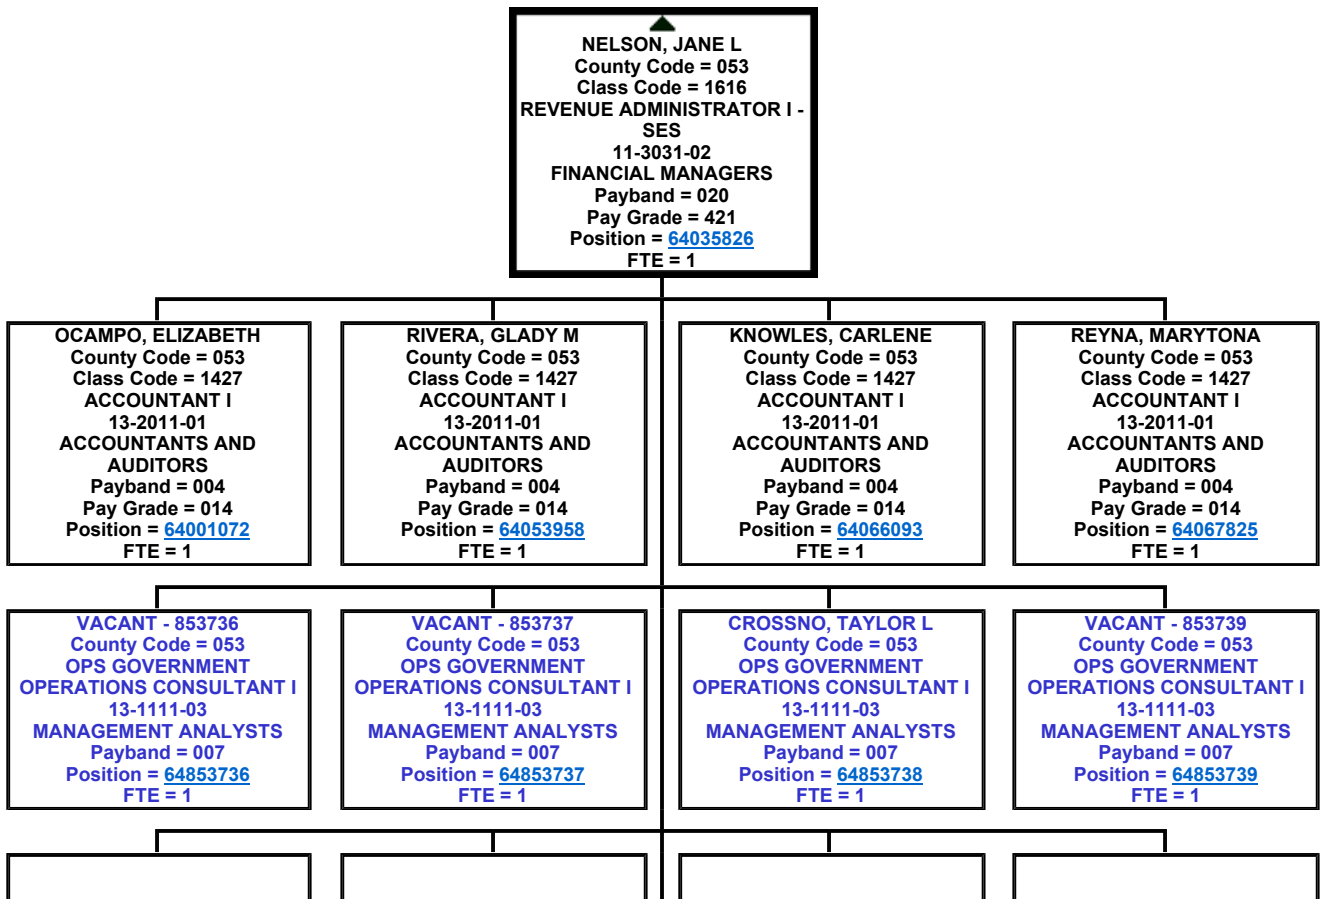 NELSON, JANE L
County Code = 053
Class Code = 1616
REVENUE ADMINISTRATOR I -
SES
11-3031-02
FINANCIAL MANAGERS
Payband = 020
Pay Grade = 421
Position = 64035826
FTE = 1
OCAMPO, ELIZABETH
County Code = 053
Class Code = 1427
ACCOUNTANT I
13-2011-01
ACCOUNTANTS AND
AUDITORS
Payband = 004
Pay Grade = 014
Position = 64001072
FTE = 1
RIVERA, GLADY M
County Code = 053
Class Code = 1427
ACCOUNTANT I
13-2011-01
ACCOUNTANTS AND
AUDITORS
Payband = 004
Pay Grade = 014
Position = 64053958
FTE = 1
KNOWLES, CARLENE
County Code = 053
Class Code = 1427
ACCOUNTANT I
13-2011-01
ACCOUNTANTS AND
AUDITORS
Payband = 004
Pay Grade = 014
Position = 64066093
FTE = 1
REYNA, MARYTONA
County Code = 053
Class Code = 1427
ACCOUNTANT I
13-2011-01
ACCOUNTANTS AND
AUDITORS
Payband = 004
Pay Grade = 014
Position = 64067825
FTE = 1
VACANT - 853736
County Code = 053
OPS GOVERNMENT
OPERATIONS CONSULTANT I
13-1111-03
MANAGEMENT ANALYSTS
Payband = 007
Position = 64853736
FTE = 1
VACANT - 853737
County Code = 053
OPS GOVERNMENT
OPERATIONS CONSULTANT I
13-1111-03
MANAGEMENT ANALYSTS
Payband = 007
Position = 64853737
FTE = 1
CROSSNO, TAYLOR L
County Code = 053
OPS GOVERNMENT
OPERATIONS CONSULTANT I
13-1111-03
MANAGEMENT ANALYSTS
Payband = 007
Position = 64853738
FTE = 1
VACANT - 853739
County Code = 053
OPS GOVERNMENT
OPERATIONS CONSULTANT I
13-1111-03
MANAGEMENT ANALYSTS
Payband = 007
Position = 64853739
FTE = 1